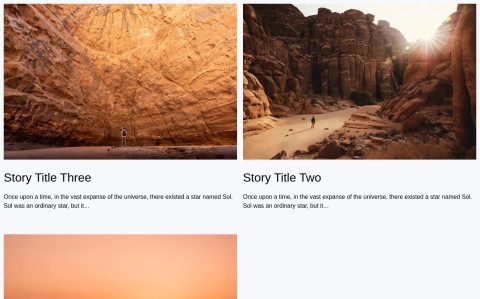 Story Title Three
Once upon a time, in the vast expanse of the universe, there existed a star named Sol.
Sol was an ordinary star, but it...
Story Title Two
Once upon a time, in the vast expanse of the universe, there existed a star named Sol.
Sol was an ordinary star, but it...